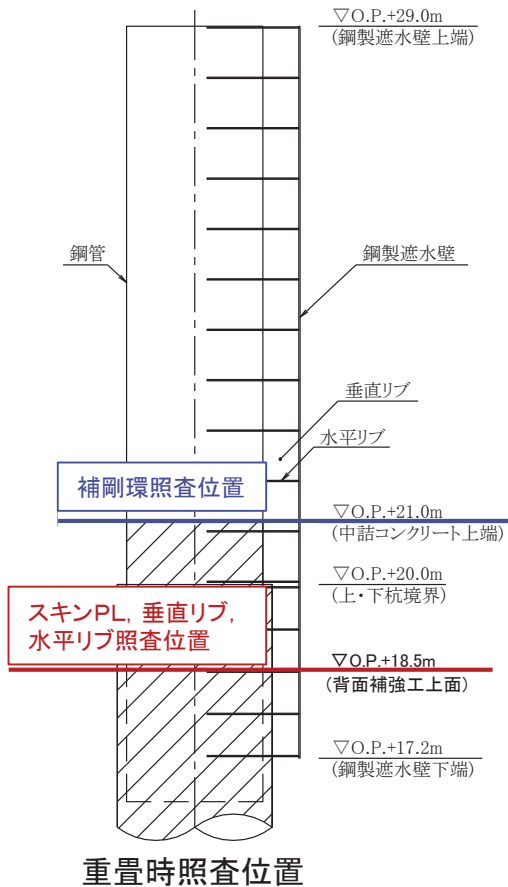 ▽O.P.+29.0m
(鋼製遮水壁上端)
鋼管
鋼製遮水壁
垂直リブ
水平リブ
補剛環照査位置
▽O.P.+21.0m
(中詰コンクリート上端)
▽O.P.+20.0m
(上・下杭境界)
スキンPL, 垂直リブ,
水平リブ照査位置
▽O.P.+18.5m
(背面補強工上面)
▽O.P.+17.2m
(鋼製遮水壁下端)
重畳時照査位置